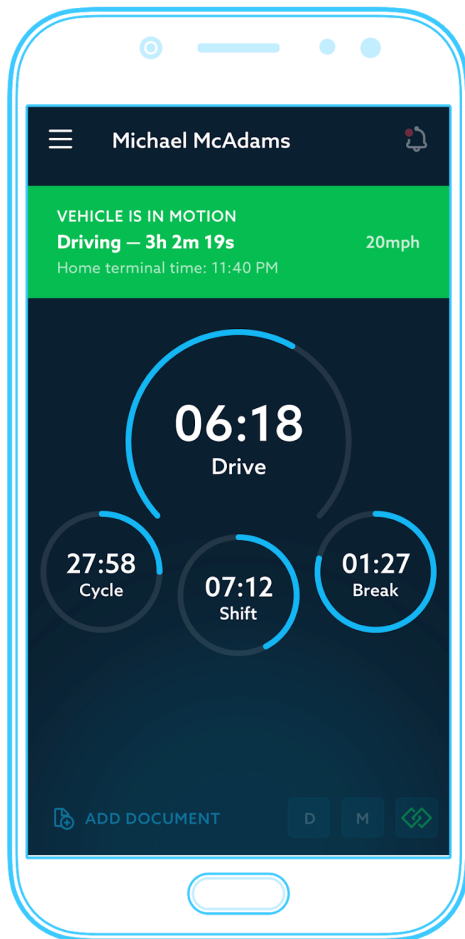 Michael McAdams
VEHICLE IS IN MOTION
Driving — 3h 2m 19s
20mph
Home terminal time: 11:40 PM
06:18
Drive
27:58
Cycle
07:12
Shift
01:27
Break
ADD DOCUMENT
D
M